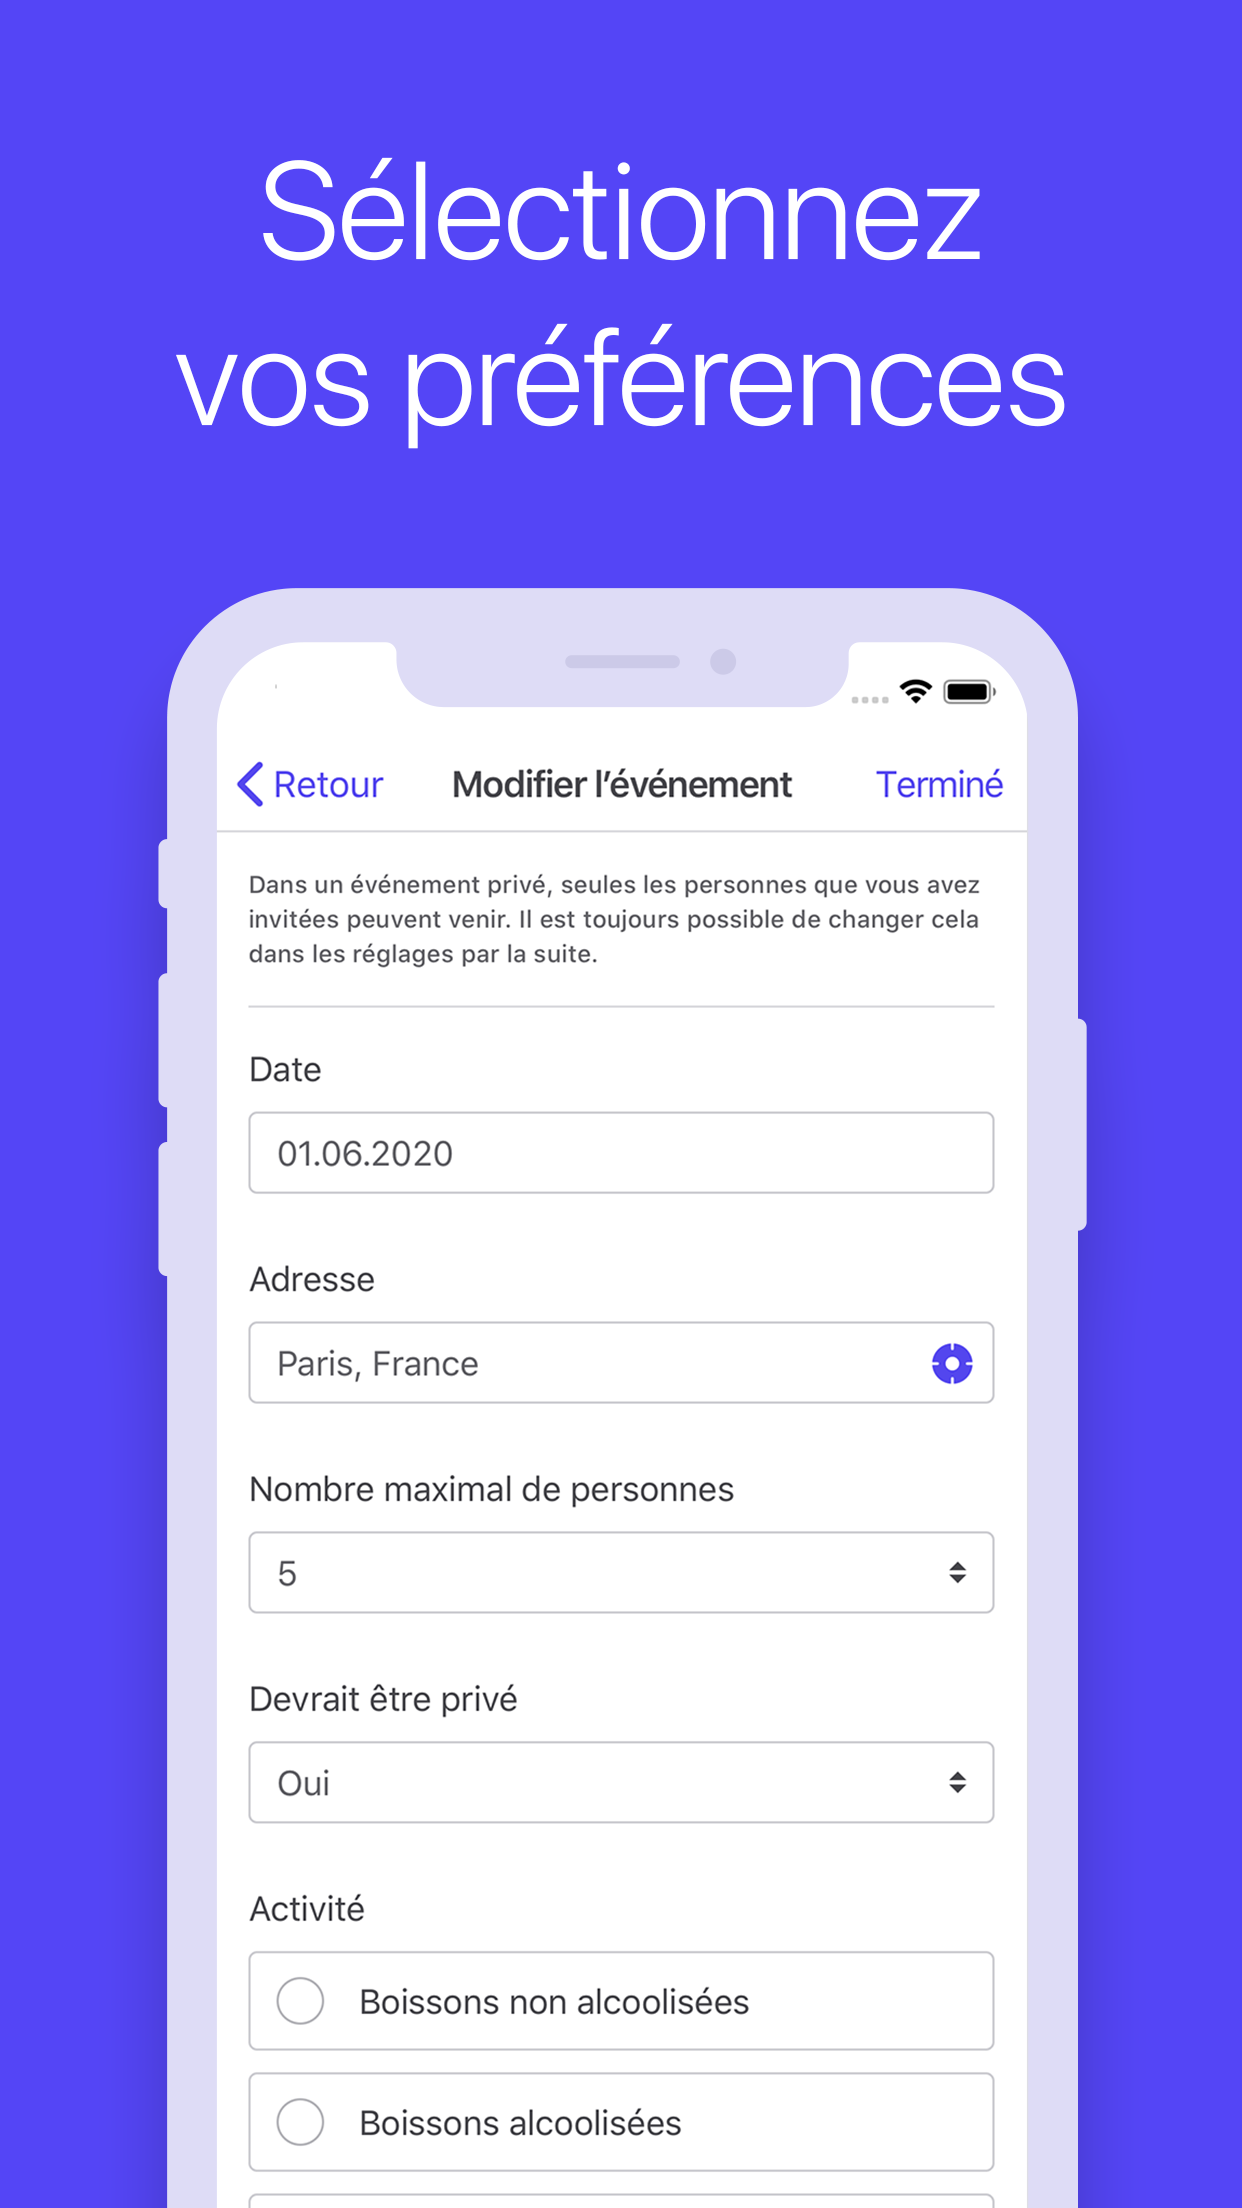 Sélectionnez
vos préférences
Retour
Modifier l’événement
Terminé
Dans un événement privé, seules les personnes que vous avez
invitées peuvent venir. Il est toujours possible de changer cela
dans les réglages par la suite.
Date
01.06.2020
Adresse
Paris, France
Nombre maximal de personnes
5
Devrait être privé
Oui
Activité
Boissons non alcoolisées
Boissons alcoolisées